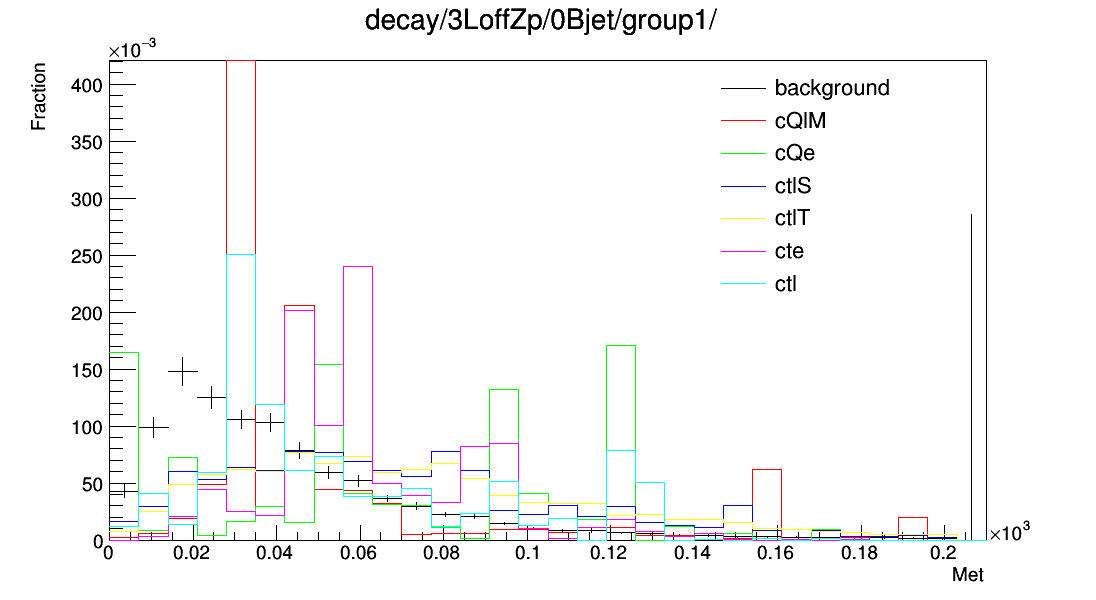 decay/3LoffZp/0Bjet/group1/
×10⁻³
Fraction
400
350
300
250
200
150
100
50
0
background
cQlM
cQe
ctlS
ctlT
cte
ctl
0 0.02 0.04 0.06 0.08 0.1 0.12 0.14 0.16 0.18 0.2
×10³
Met